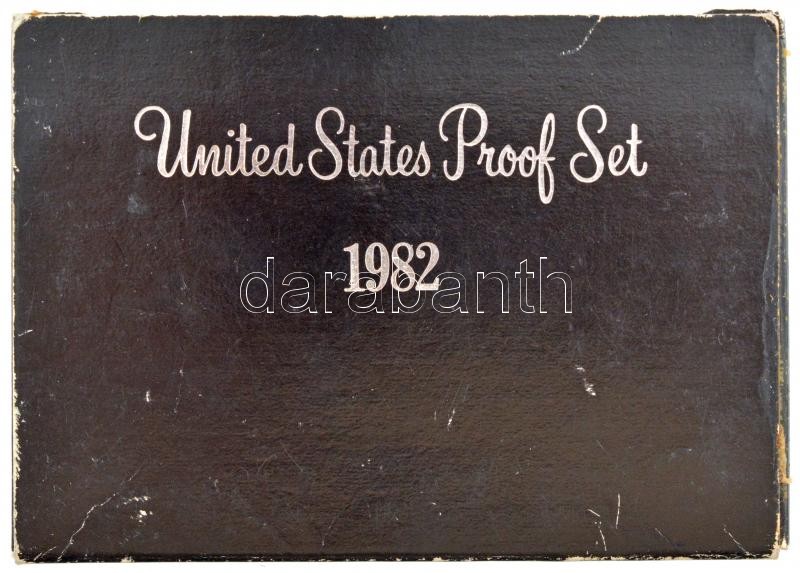 United States Proof Set
1982
darabanth